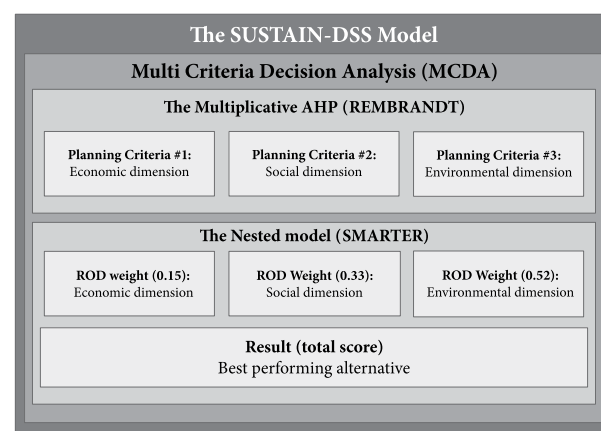 The SUSTAIN-DSS Model
Multi Criteria Decision Analysis (MCDA)
The Multiplicative AHP (REMBRANDT)
Planning Criteria #1:
Economic dimension
Planning Criteria #2:
Social dimension
Planning Criteria #3:
Environmental dimension
The Nested model (SMARTER)
ROD weight (0.15):
Economic dimension
ROD Weight (0.33):
Social dimension
ROD Weight (0.52):
Environmental dimension
Result (total score)
Best performing alternative